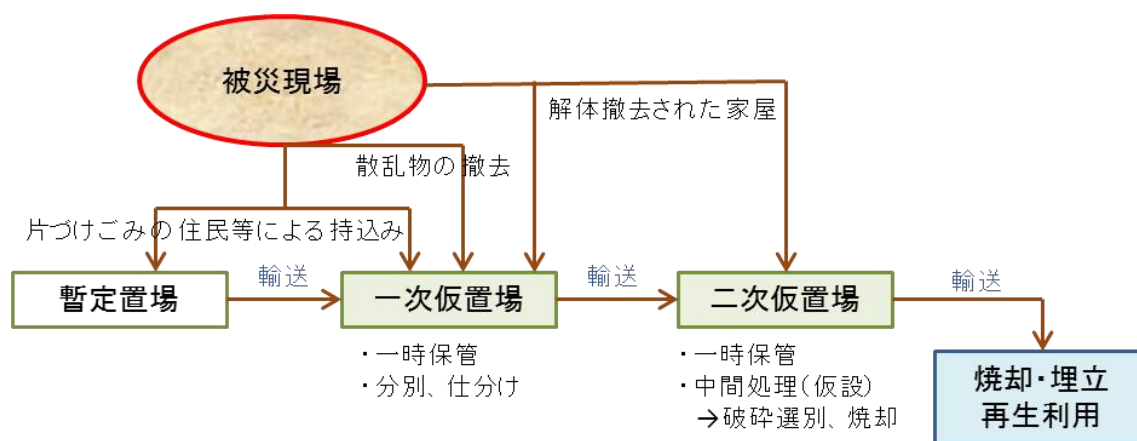 被災現場
解体撤去された家屋
散乱物の撤去
片づけごみの住民等による持込み
暫定置場
輸送
一次仮置場
輸送
二次仮置場
輸送
・一時保管
・分別、仕分け
・一時保管
・中間処理(仮設)
→破砕選別、焼却
焼却・埋立
再生利用